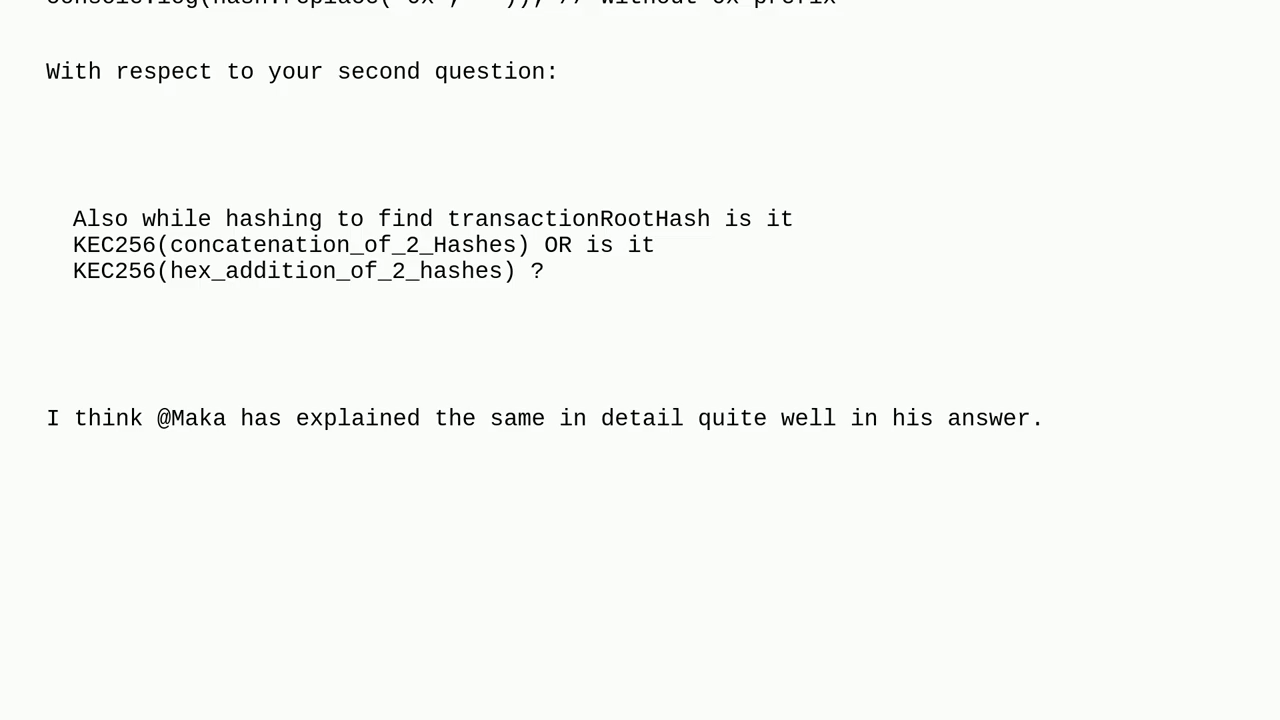 With respect to your second question:
Also while hashing to find transactionRootHash is it
KEC256(concatenation_of_2_Hashes) OR is it
KEC256(hex_addition_of_2_hashes) ?
I think @Maka has explained the same in detail quite well in his answer.